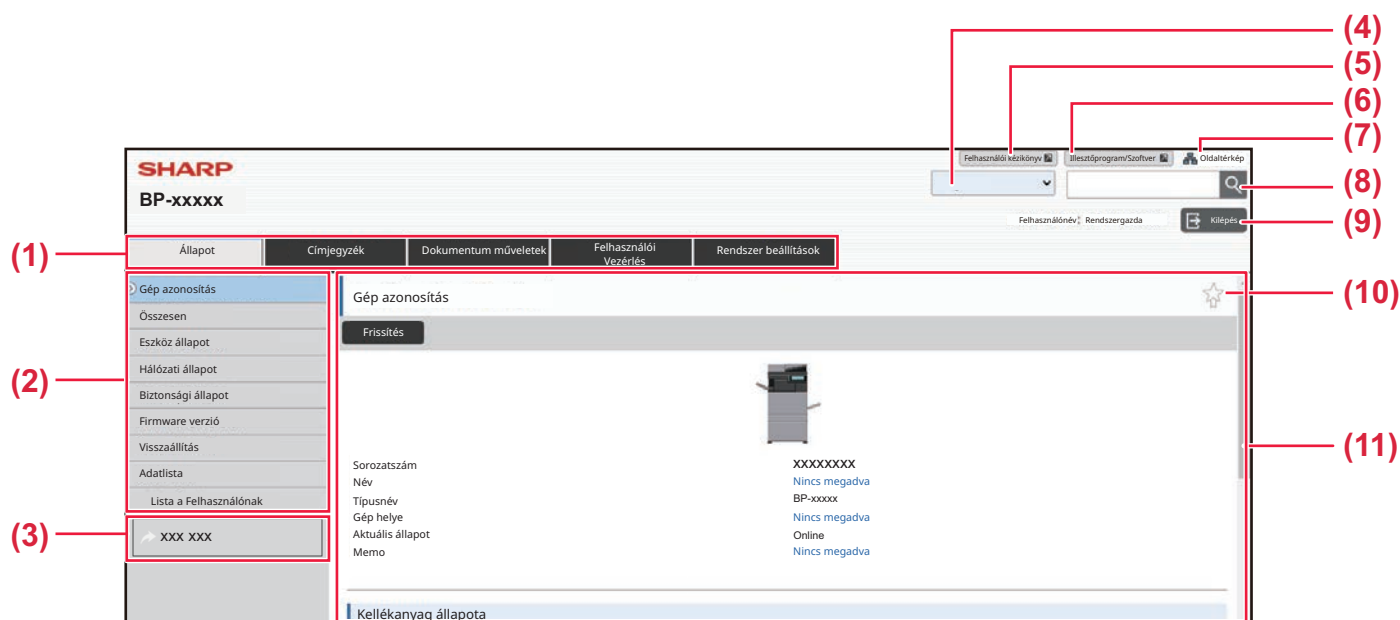 (4)
(5)
(6)
(7)
SHARP
Felhasználói kézikönyv
Illesztőprogram/Szoftver
Oldaltérkép
BP-xxxxx
(8)
Felhasználónév: Rendszergazda
Kilépés
(9)
(1)
Állapot
Címjegyzék
Dokumentum műveletek
Felhasználói
Vezérlés
Rendszer beállítások
Gép azonosítás
Összesen
Eszköz állapot
Hálózati állapot
Biztonsági állapot
Firmware verzió
Visszaállítás
Adatlista
Lista a Felhasználónak
(2)
(3)
XXX XXX
Gép azonosítás
(10)
Frissítés
(11)
Sorozatszám XXXXXXXX
Név Nincs megadva
Típusnév BP-xxxxx
Gép helye Nincs megadva
Aktuális állapot Online
Memo Nincs megadva
Kellékanyag állapota